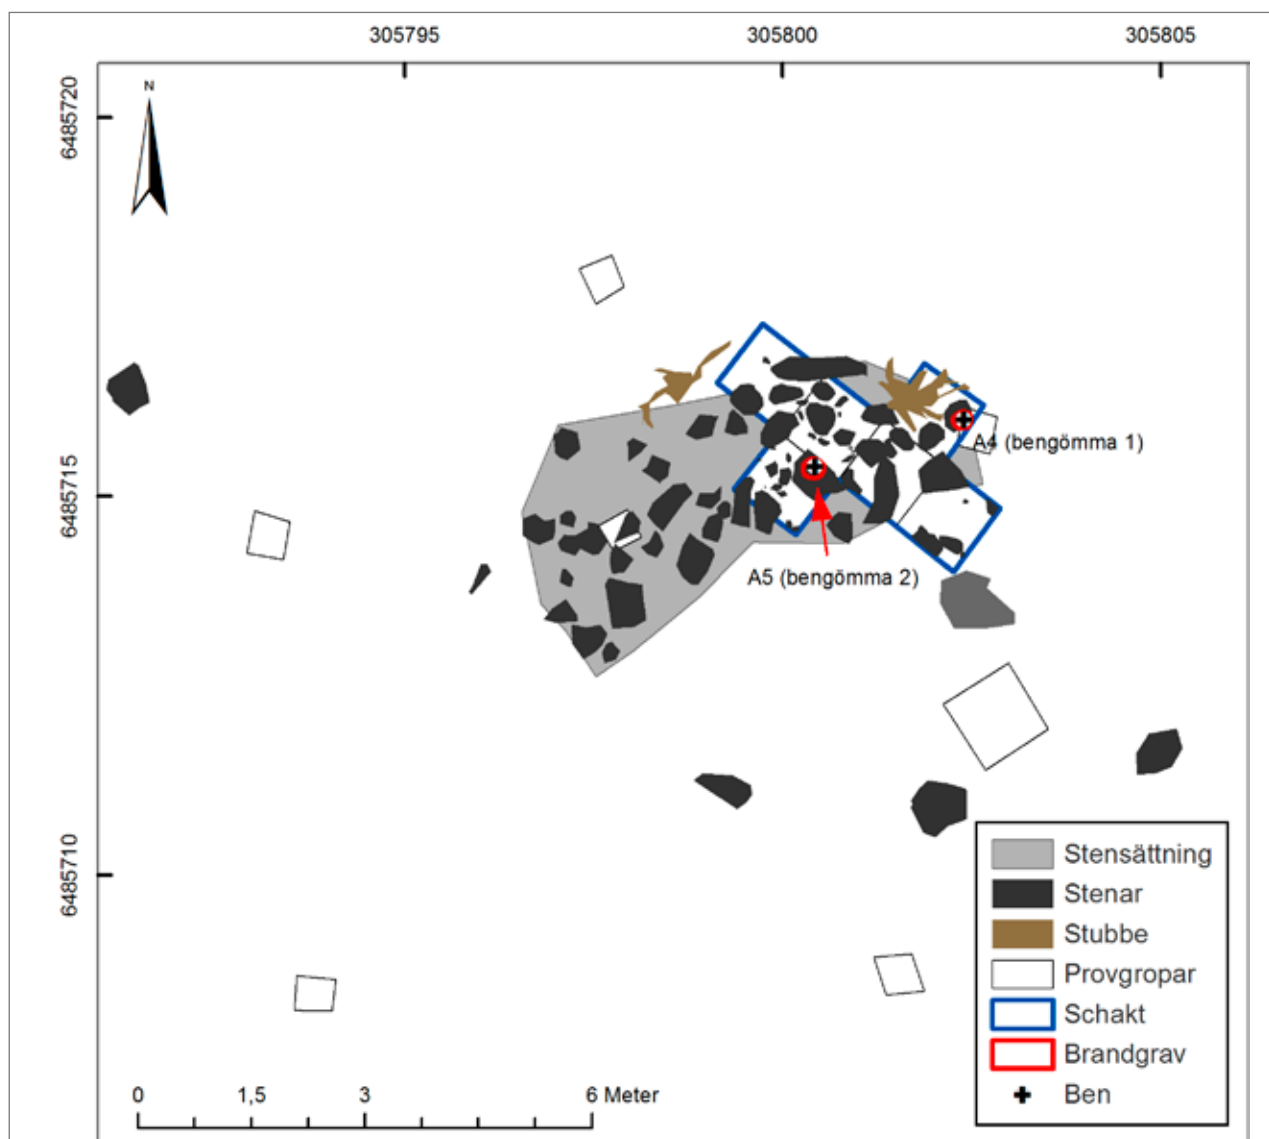 305795 305800 305805
6485720
N
6485715
A4 (bengömma 1)
A5 (bengömma 2)
6485710
Stensättning
Stenar
Stubbe
Provgropar
Schakt
Brandgrav
Ben
0 1,5 3 6 Meter